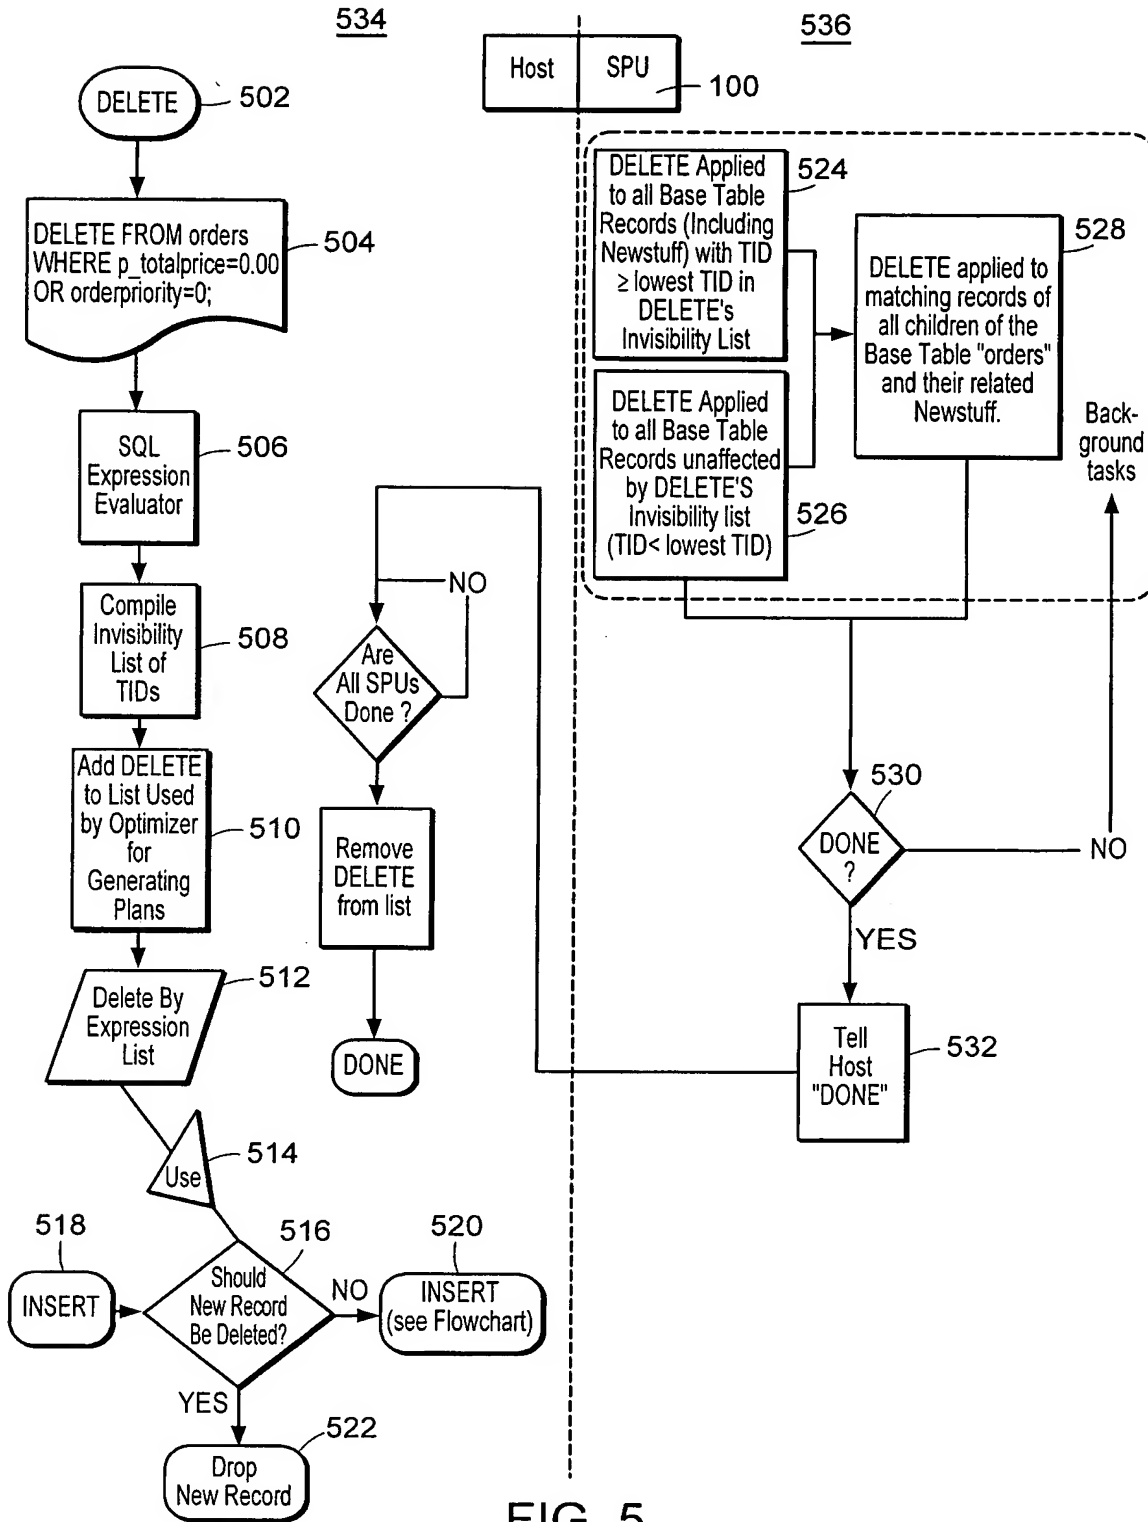 534
536
Host
SPU
100
DELETE
502
DELETE FROM orders
WHERE p_totalprice=0.00
OR orderpriority=0;
504
SQL
Expression
Evaluator
506
Compile
Invisibility
List of
TIDs
508
Add DELETE
to List Used
by Optimizer
for
Generating
Plans
510
Delete By
Expression
List
512
Use
514
518
INSERT
Should
New Record
Be Deleted?
516
NO
520
INSERT
(see Flowchart)
YES
522
Drop
New Record
NO
Are
All SPUs
Done ?
Remove
DELETE
from list
DONE
DELETE Applied
to all Base Table
Records (Including
Newstuff) with TID
≥ lowest TID in
DELETE's
Invisibility List
524
DELETE Applied
to all Base Table
Records unaffected
by DELETE'S
Invisibility list
(TID< lowest TID)
526
528
DELETE applied to
matching records of
all children of the
Base Table "orders"
and their related
Newstuff.
Back-
ground
tasks
530
DONE
?
NO
YES
Tell
Host
"DONE"
532
FIG. 5